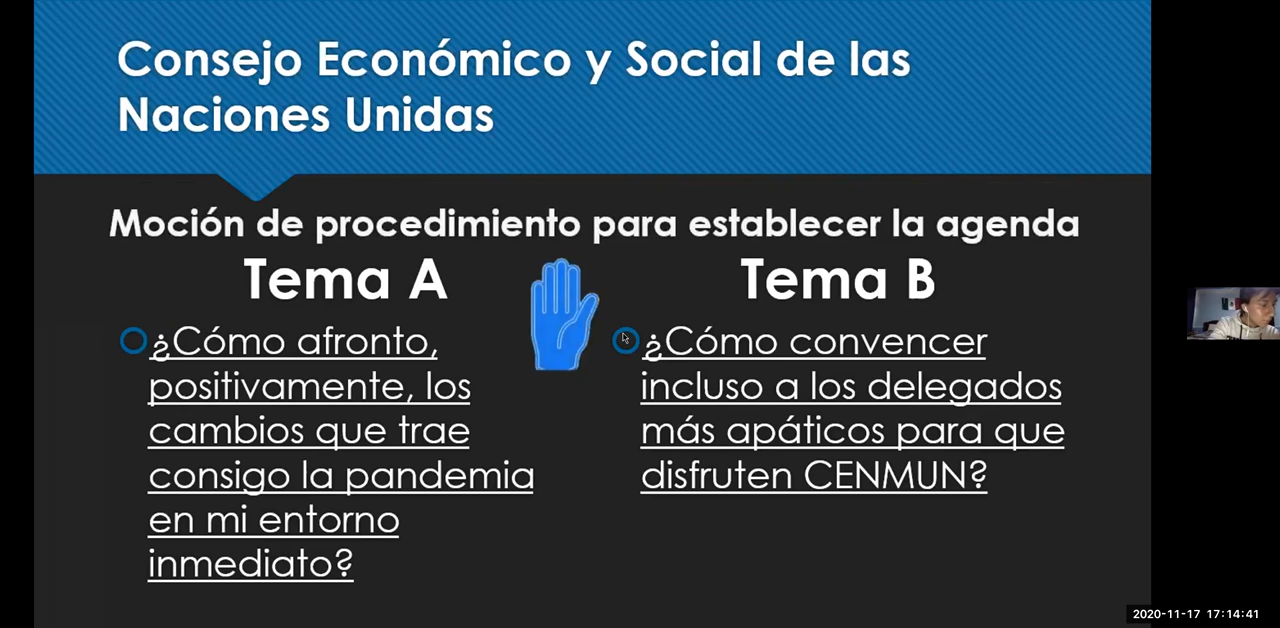 Consejo Económico y Social de las
Naciones Unidas
Moción de procedimiento para establecer la agenda
Tema A
¿Cómo afronto,
positivamente, los
cambios que trae
consigo la pandemia
en mi entorno
inmediato?
Tema B
¿Cómo convencer
incluso a los delegados
más apáticos para que
disfruten CENMUN?
2020-11-17 17:14:41